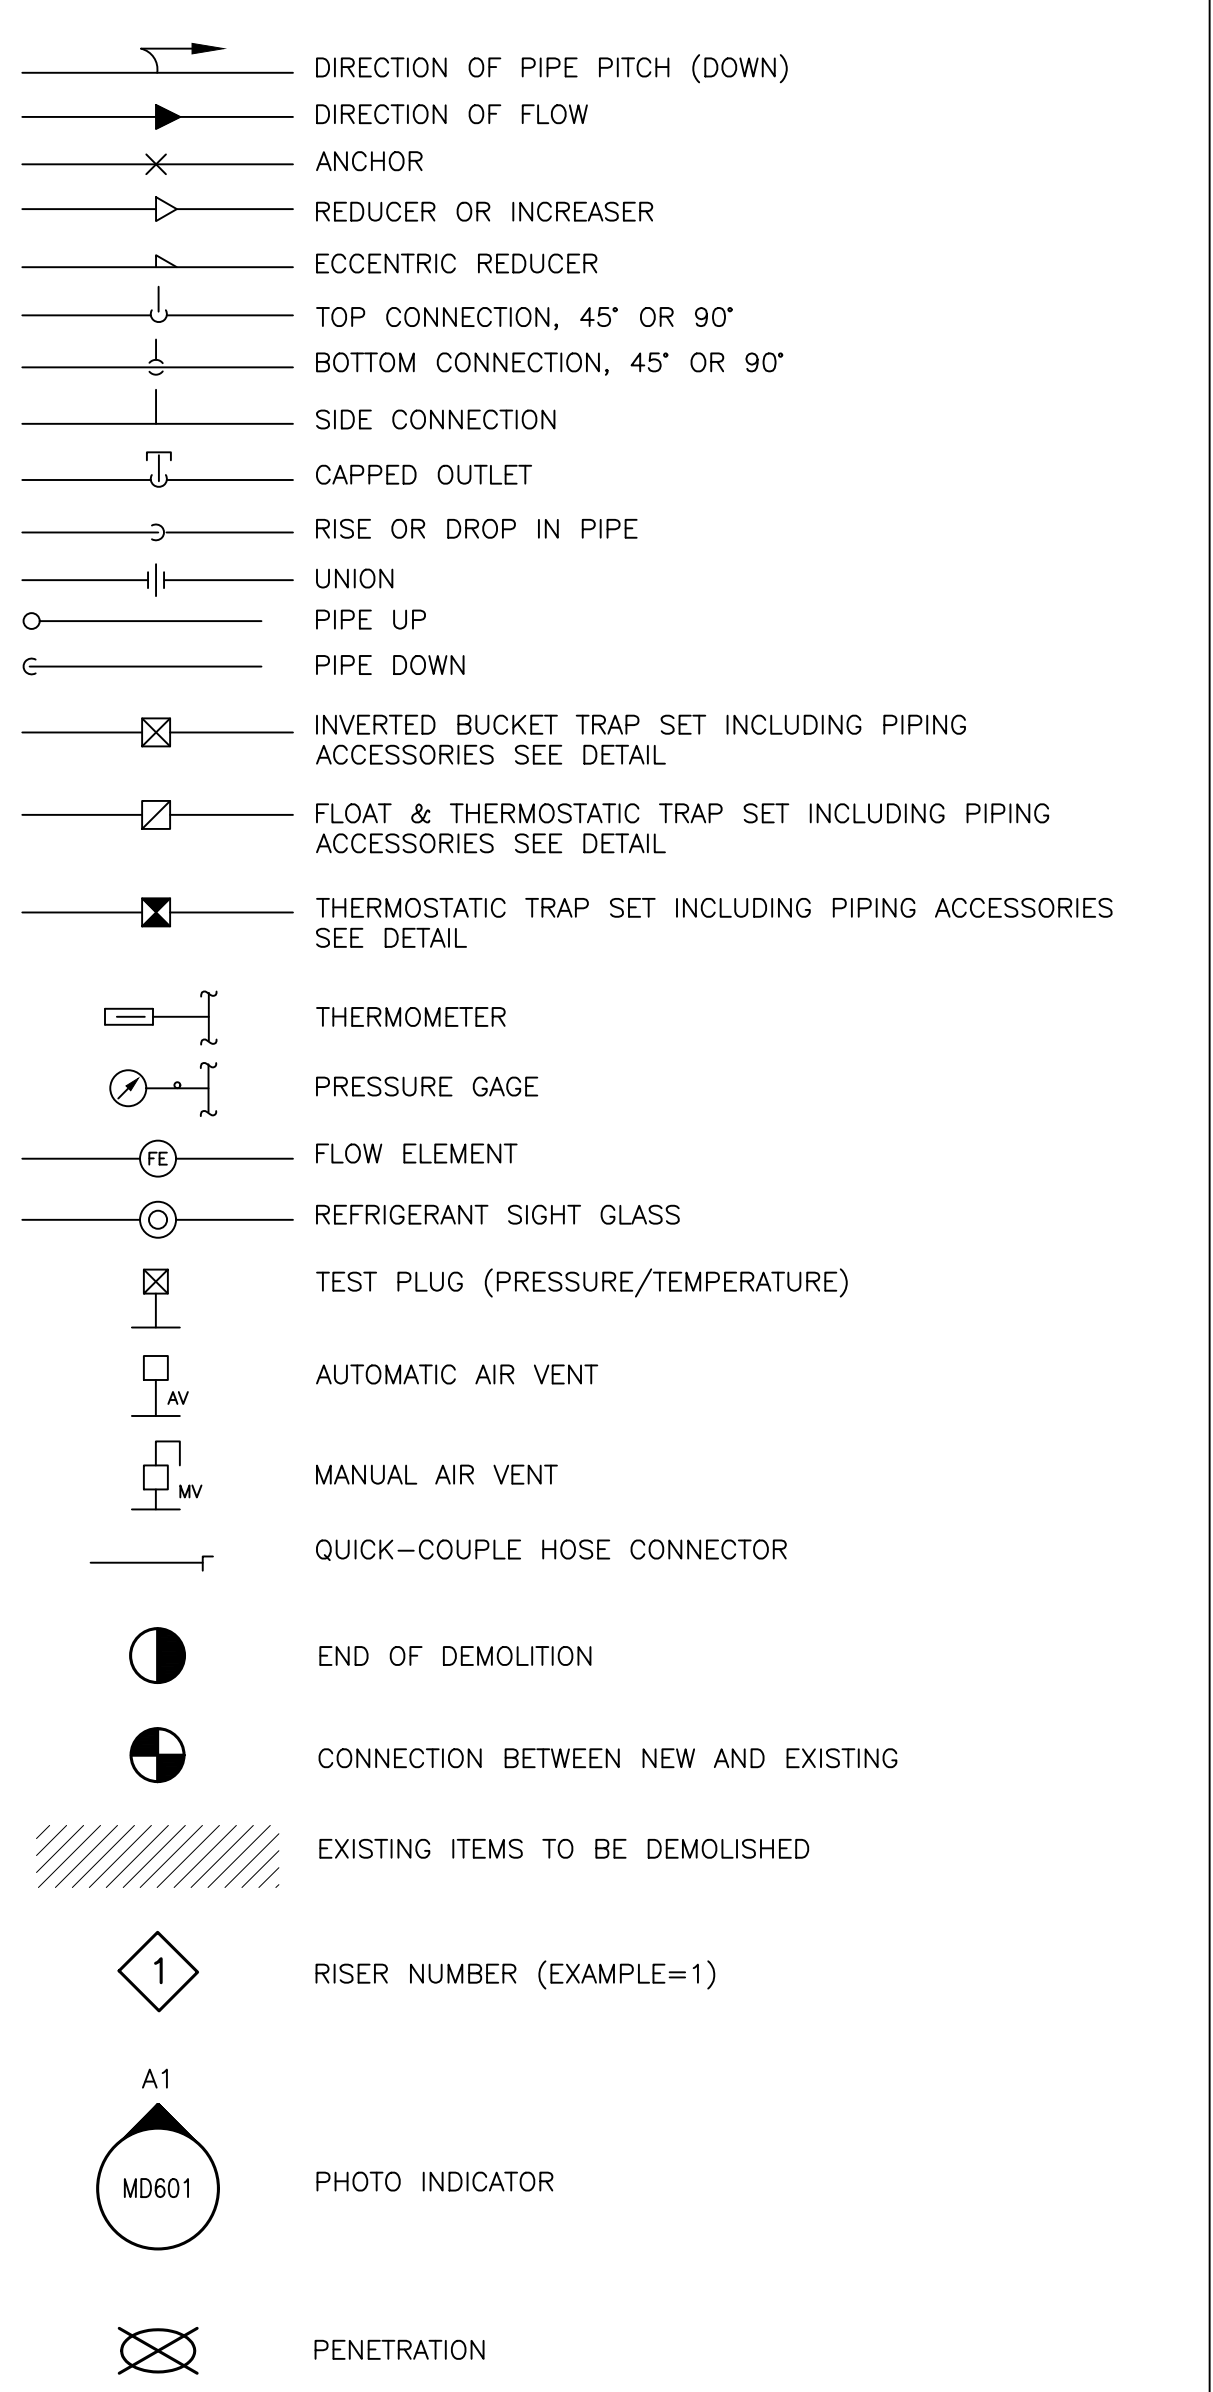 DIRECTION OF PIPE PITCH (DOWN)
DIRECTION OF FLOW
ANCHOR
REDUCER OR INCREASER
ECCENTRIC REDUCER
TOP CONNECTION, 45° OR 90°
BOTTOM CONNECTION, 45° OR 90°
SIDE CONNECTION
CAPPED OUTLET
RISE OR DROP IN PIPE
UNION
PIPE UP
PIPE DOWN
INVERTED BUCKET TRAP SET INCLUDING PIPING
ACCESSORIES SEE DETAIL
FLOAT & THERMOSTATIC TRAP SET INCLUDING PIPING
ACCESSORIES SEE DETAIL
THERMOSTATIC TRAP SET INCLUDING PIPING ACCESSORIES
SEE DETAIL
THERMOMETER
PRESSURE GAGE
FE FLOW ELEMENT
REFRIGERANT SIGHT GLASS
TEST PLUG (PRESSURE/TEMPERATURE)
AUTOMATIC AIR VENT
AV
MANUAL AIR VENT
MV
QUICK-COUPLE HOSE CONNECTOR
END OF DEMOLITION
CONNECTION BETWEEN NEW AND EXISTING
EXISTING ITEMS TO BE DEMOLISHED
1 RISER NUMBER (EXAMPLE=1)
A1
MD601 PHOTO INDICATOR
PENETRATION